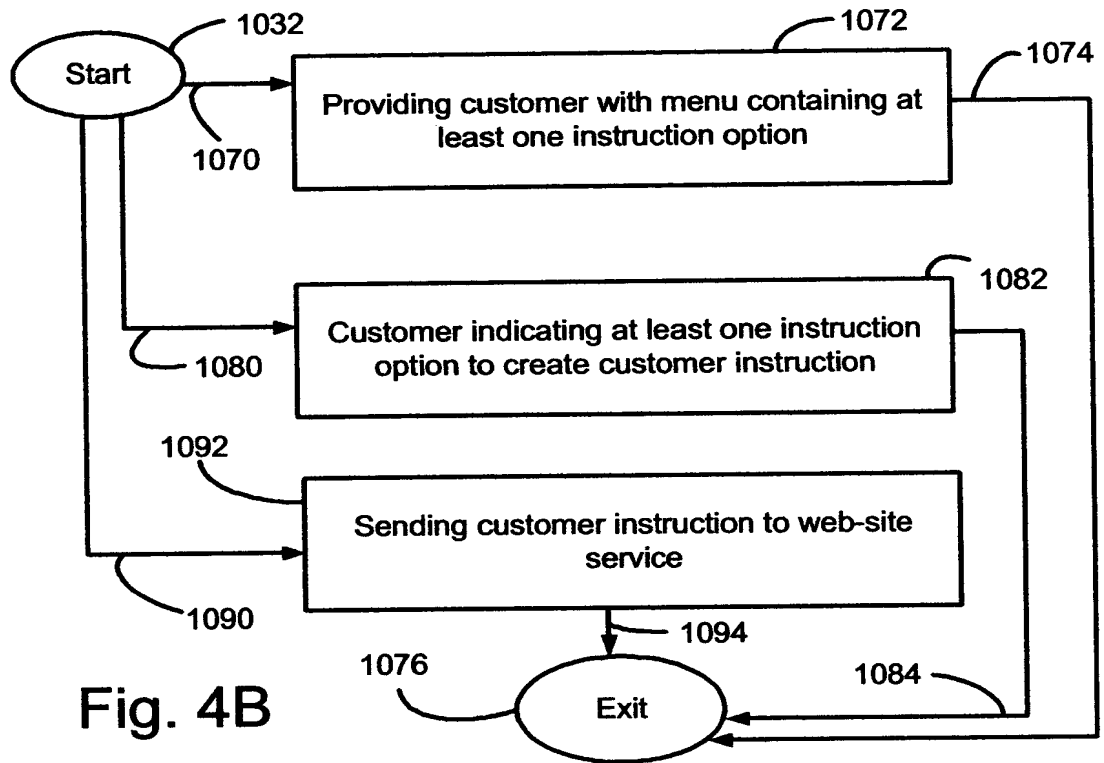 1032
1072
1074
Start
Providing customer with menu containing at
least one instruction option
1070
1082
Customer indicating at least one instruction
option to create customer instruction
1080
1092
Sending customer instruction to web-site
service
1090
1094
1076
1084
Exit
Fig. 4B